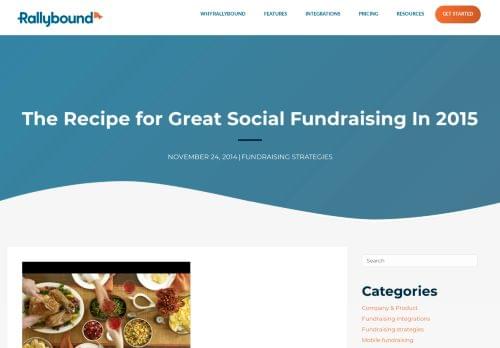 Rallybound
WHY RALLYBOUND
FEATURES
INTEGRATIONS
PRICING
RESOURCES
GET STARTED
The Recipe for Great Social Fundraising In 2015
NOVEMBER 24, 2014 | FUNDRAISING STRATEGIES
Search
Categories
Company & Product
Fundraising integrations
Fundraising strategies
Mobile fundraising